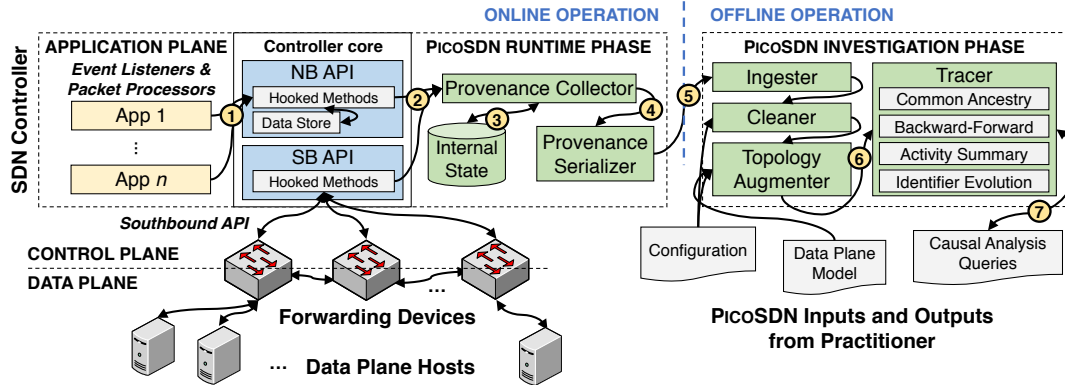 ONLINE OPERATION
OFFLINE OPERATION
SDN Controller
APPLICATION PLANE
Event Listeners &
Packet Processors
App 1
⋮
App n
Controller core
NB API
Hooked Methods
Data Store
SB API
Hooked Methods
1
2
PICOSDN RUNTIME PHASE
Provenance Collector
3
4
Internal
State
Provenance
Serializer
5
PICOSDN INVESTIGATION PHASE
Ingester
Cleaner
Topology
Augmenter
6
Tracer
Common Ancestry
Backward-Forward
Activity Summary
Identifier Evolution
7
Southbound API
CONTROL PLANE
DATA PLANE
...
Forwarding Devices
... Data Plane Hosts
Configuration
Data Plane
Model
Causal Analysis
Queries
PICOSDN Inputs and Outputs
from Practitioner